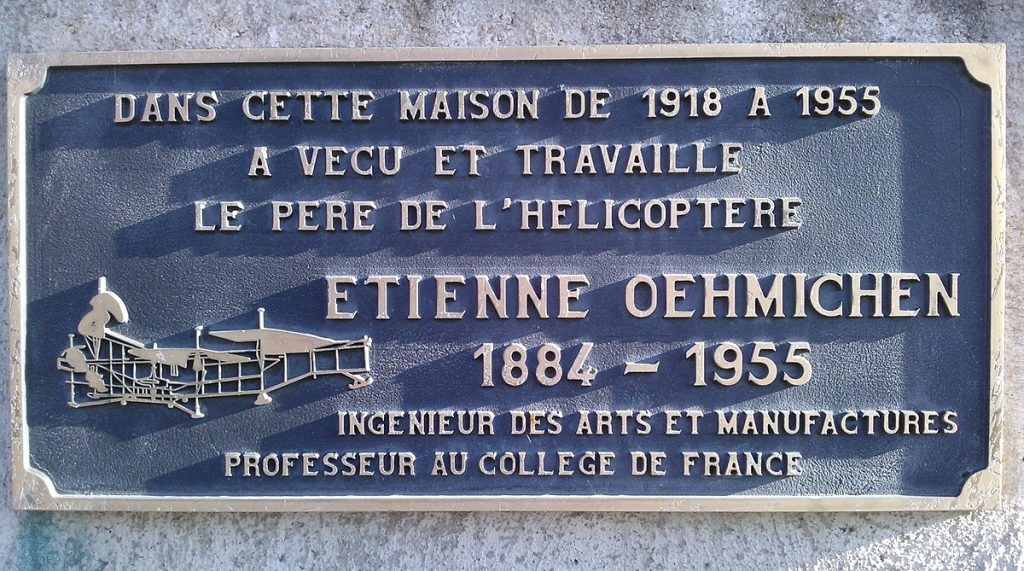 DANS CETTE MAISON DE 1918 A 1955
A VECU ET TRAVAILLE
LE PERE DE L'HELICOPTERE
ETIENNE OEHMICHEN
1884 – 1955
INGENIEUR DES ARTS ET MANUFACTURES
PROFESSEUR AU COLLEGE DE FRANCE